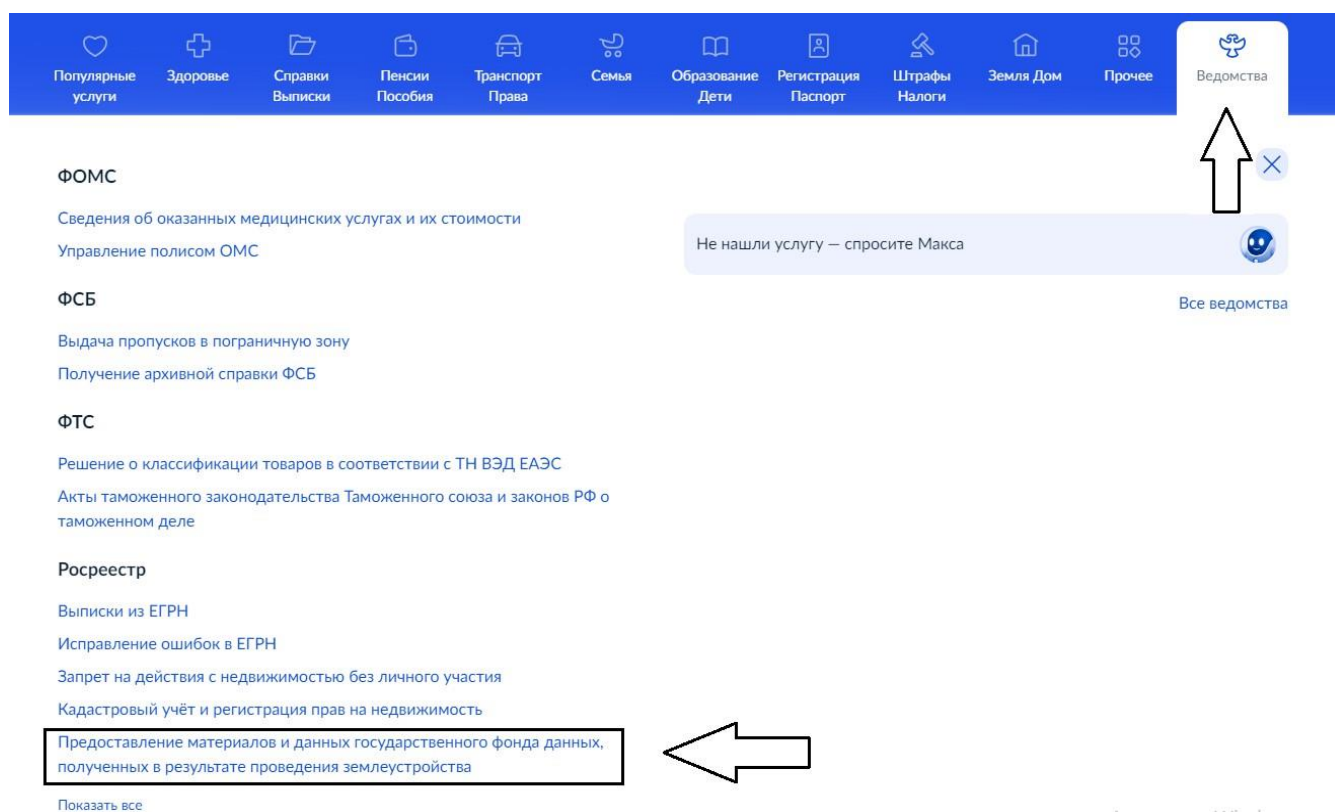 Популярные услуги
Здоровье
Справки Выписки
Пенсии Пособия
Транспорт Права
Семья
Образование Дети
Регистрация Паспорт
Штрафы Налоги
Земля Дом
Прочее
Ведомства
ФОМС
Сведения об оказанных медицинских услугах и их стоимости
Управление полисом ОМС
Не нашли услугу — спросите Макса
Все ведомства
ФСБ
Выдача пропусков в пограничную зону
Получение архивной справки ФСБ
ФТС
Решение о классификации товаров в соответствии с ТН ВЭД ЕАЭС
Акты таможенного законодательства Таможенного союза и законов РФ о
таможенном деле
Росреестр
Выписки из ЕГРН
Исправление ошибок в ЕГРН
Запрет на действия с недвижимостью без личного участия
Кадастровый учёт и регистрация прав на недвижимость
Предоставление материалов и данных государственного фонда данных,
полученных в результате проведения землеустройства
Показать все